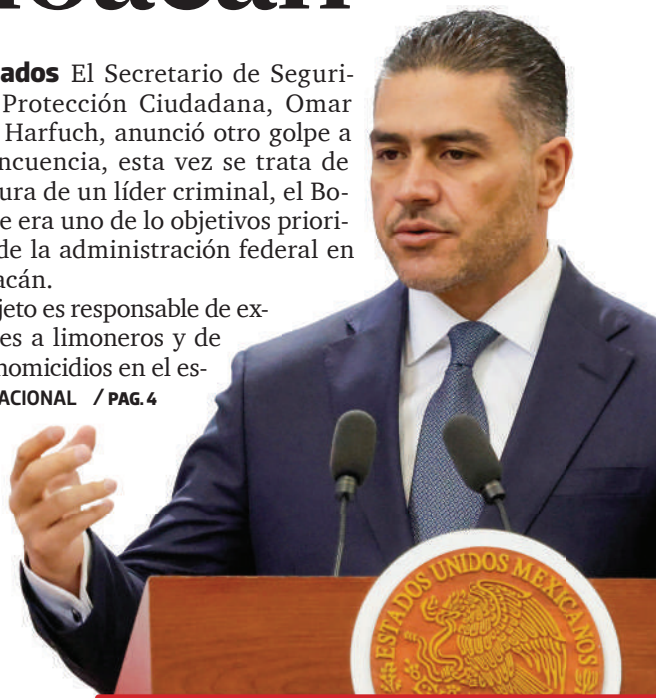 ados El Secretario de Seguri-
Protección Ciudadana, Omar
Harfuch, anunció otro golpe a
ncuencia, esta vez se trata de
ura de un líder criminal, el Bo-
e era uno de lo objetivos priori-
de la administración federal en
acán.
jeto es responsable de ex-
es a limoneros y de
homicidios en el es-
ACIONAL / PAG. 4
ESTADOS UNIDOS MEXICANOS